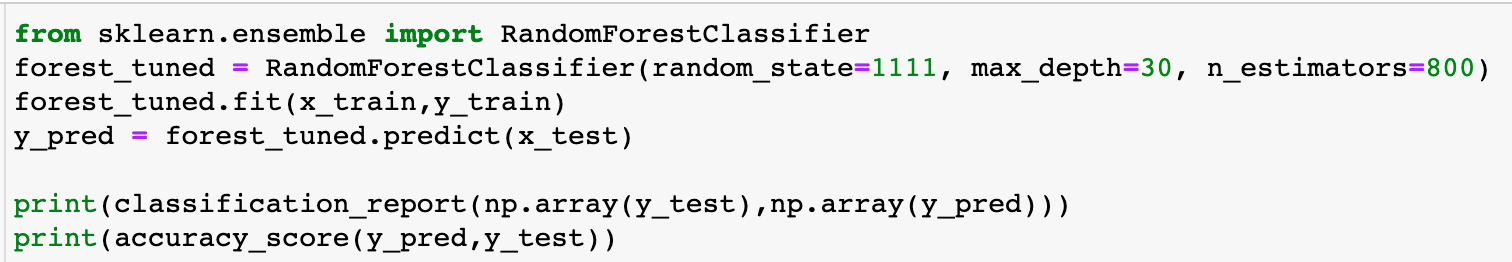 from sklearn.ensemble import RandomForestClassifier
forest_tuned = RandomForestClassifier(random_state=1111, max_depth=30, n_estimators=800)
forest_tuned.fit(x_train,y_train)
y_pred = forest_tuned.predict(x_test)
print(classification_report(np.array(y_test),np.array(y_pred)))
print(accuracy_score(y_pred,y_test))